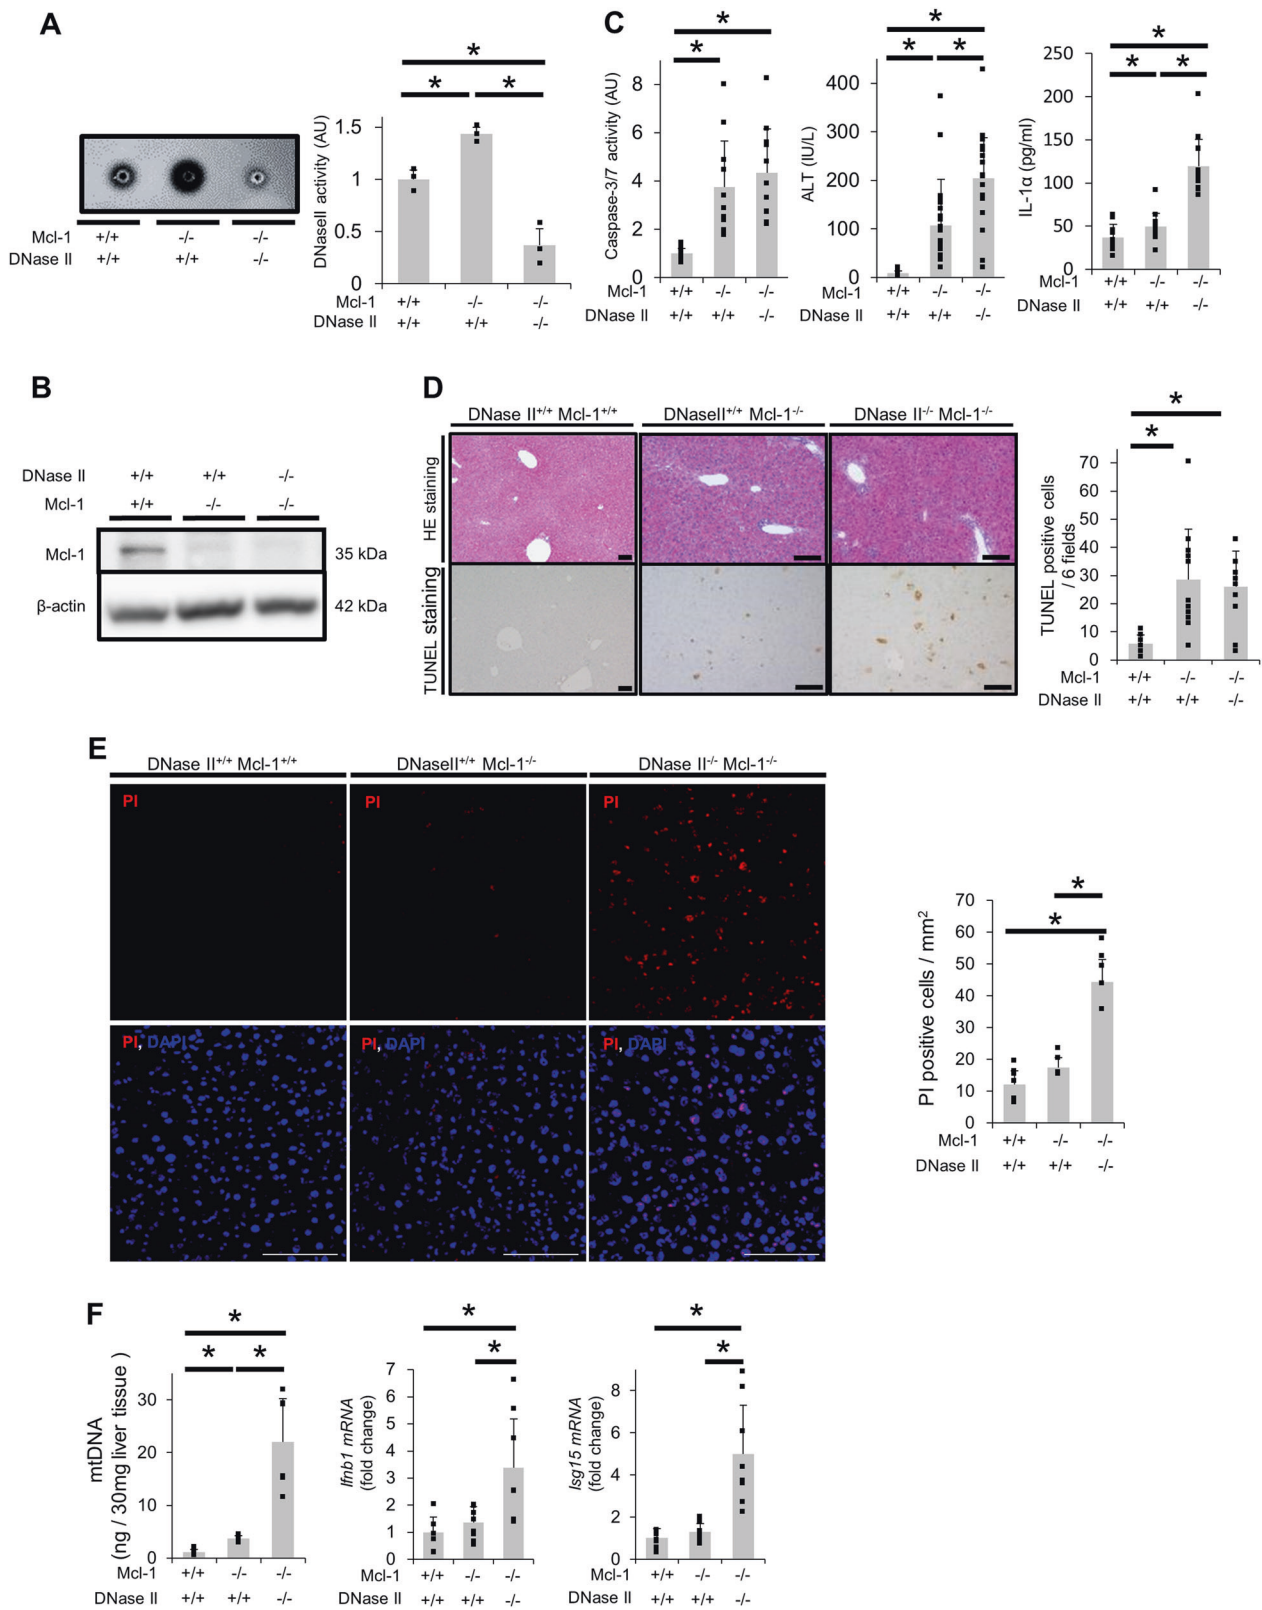 A
Mcl-1 +/+ -/- -/-
DNase II +/+ +/+ -/-
*
* *
DNaseII activity (AU)
1.5
1
0.5
0
Mcl-1 +/+ -/- -/-
DNase II +/+ +/+ -/-
C
*
*
Caspase-3/7 activity (AU)
8
6
4
2
0
Mcl-1 +/+ -/- -/-
DNase II +/+ +/+ -/-
*
* *
ALT (IU/L)
400
300
200
100
0
Mcl-1 +/+ -/- -/-
DNase II +/+ +/+ -/-
*
* *
IL-1α (pg/ml)
250
200
150
100
50
0
Mcl-1 +/+ -/- -/-
DNase II +/+ +/+ -/-
B
DNase II +/+ +/+ -/-
Mcl-1 +/+ -/- -/-
Mcl-1 35 kDa
β-actin 42 kDa
D
DNase II+/+ Mcl-1+/+ DNaseII+/+ Mcl-1-/- DNase II-/- Mcl-1-/-
HE staining
TUNEL staining
*
*
TUNEL positive cells
/ 6 fields
70
60
50
40
30
20
10
0
Mcl-1 +/+ -/- -/-
DNase II +/+ +/+ -/-
E
DNase II+/+ Mcl-1+/+ DNaseII+/+ Mcl-1-/- DNase II-/- Mcl-1-/-
PI PI PI
PI, DAPI PI, DAPI PI, DAPI
*
*
PI positive cells / mm2
70
60
50
40
30
20
10
0
Mcl-1 +/+ -/- -/-
DNase II +/+ +/+ -/-
F
*
* *
mtDNA
(ng / 30mg liver tissue )
30
20
10
0
Mcl-1 +/+ -/- -/-
DNase II +/+ +/+ -/-
*
*
Ifnb1 mRNA
(fold change)
7
6
5
4
3
2
1
0
Mcl-1 +/+ -/- -/-
DNase II +/+ +/+ -/-
*
*
Isg15 mRNA
(fold change)
8
6
4
2
0
Mcl-1 +/+ -/- -/-
DNase II +/+ +/+ -/-